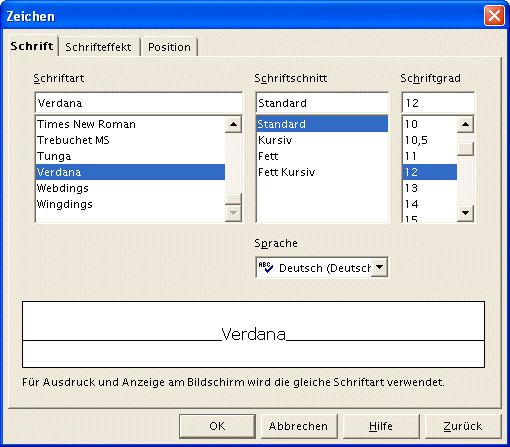 Zeichen
Schrift Schrifteffekt Position
Schriftart Schriftschnitt Schriftgrad
Verdana Standard 12
Times New Roman Standard 10
Trebuchet MS Kursiv 10,5
Tunga Fett 11
Verdana Fett Kursiv 12
Webdings 13
Wingdings 14
15
Sprache
ABC Deutsch (Deutsch
Verdana
Für Ausdruck und Anzeige am Bildschirm wird die gleiche Schriftart verwendet.
OK Abbrechen Hilfe Zurück